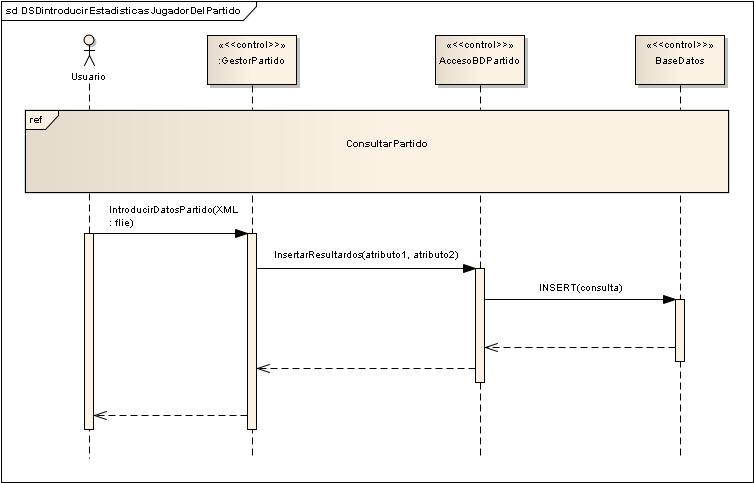 sd DSDintroducirEstadisticasJugadorDelPartido
Usuario
«<<control>>»
:GestorPartido
«<<control>>»
AccesoBDPartido
«<<control>>»
BaseDatos
ref
ConsultarPartido
IntroducirDatosPartido(XML
: flie)
InsertarResultardos(atributo1, atributo2)
INSERT(consulta)